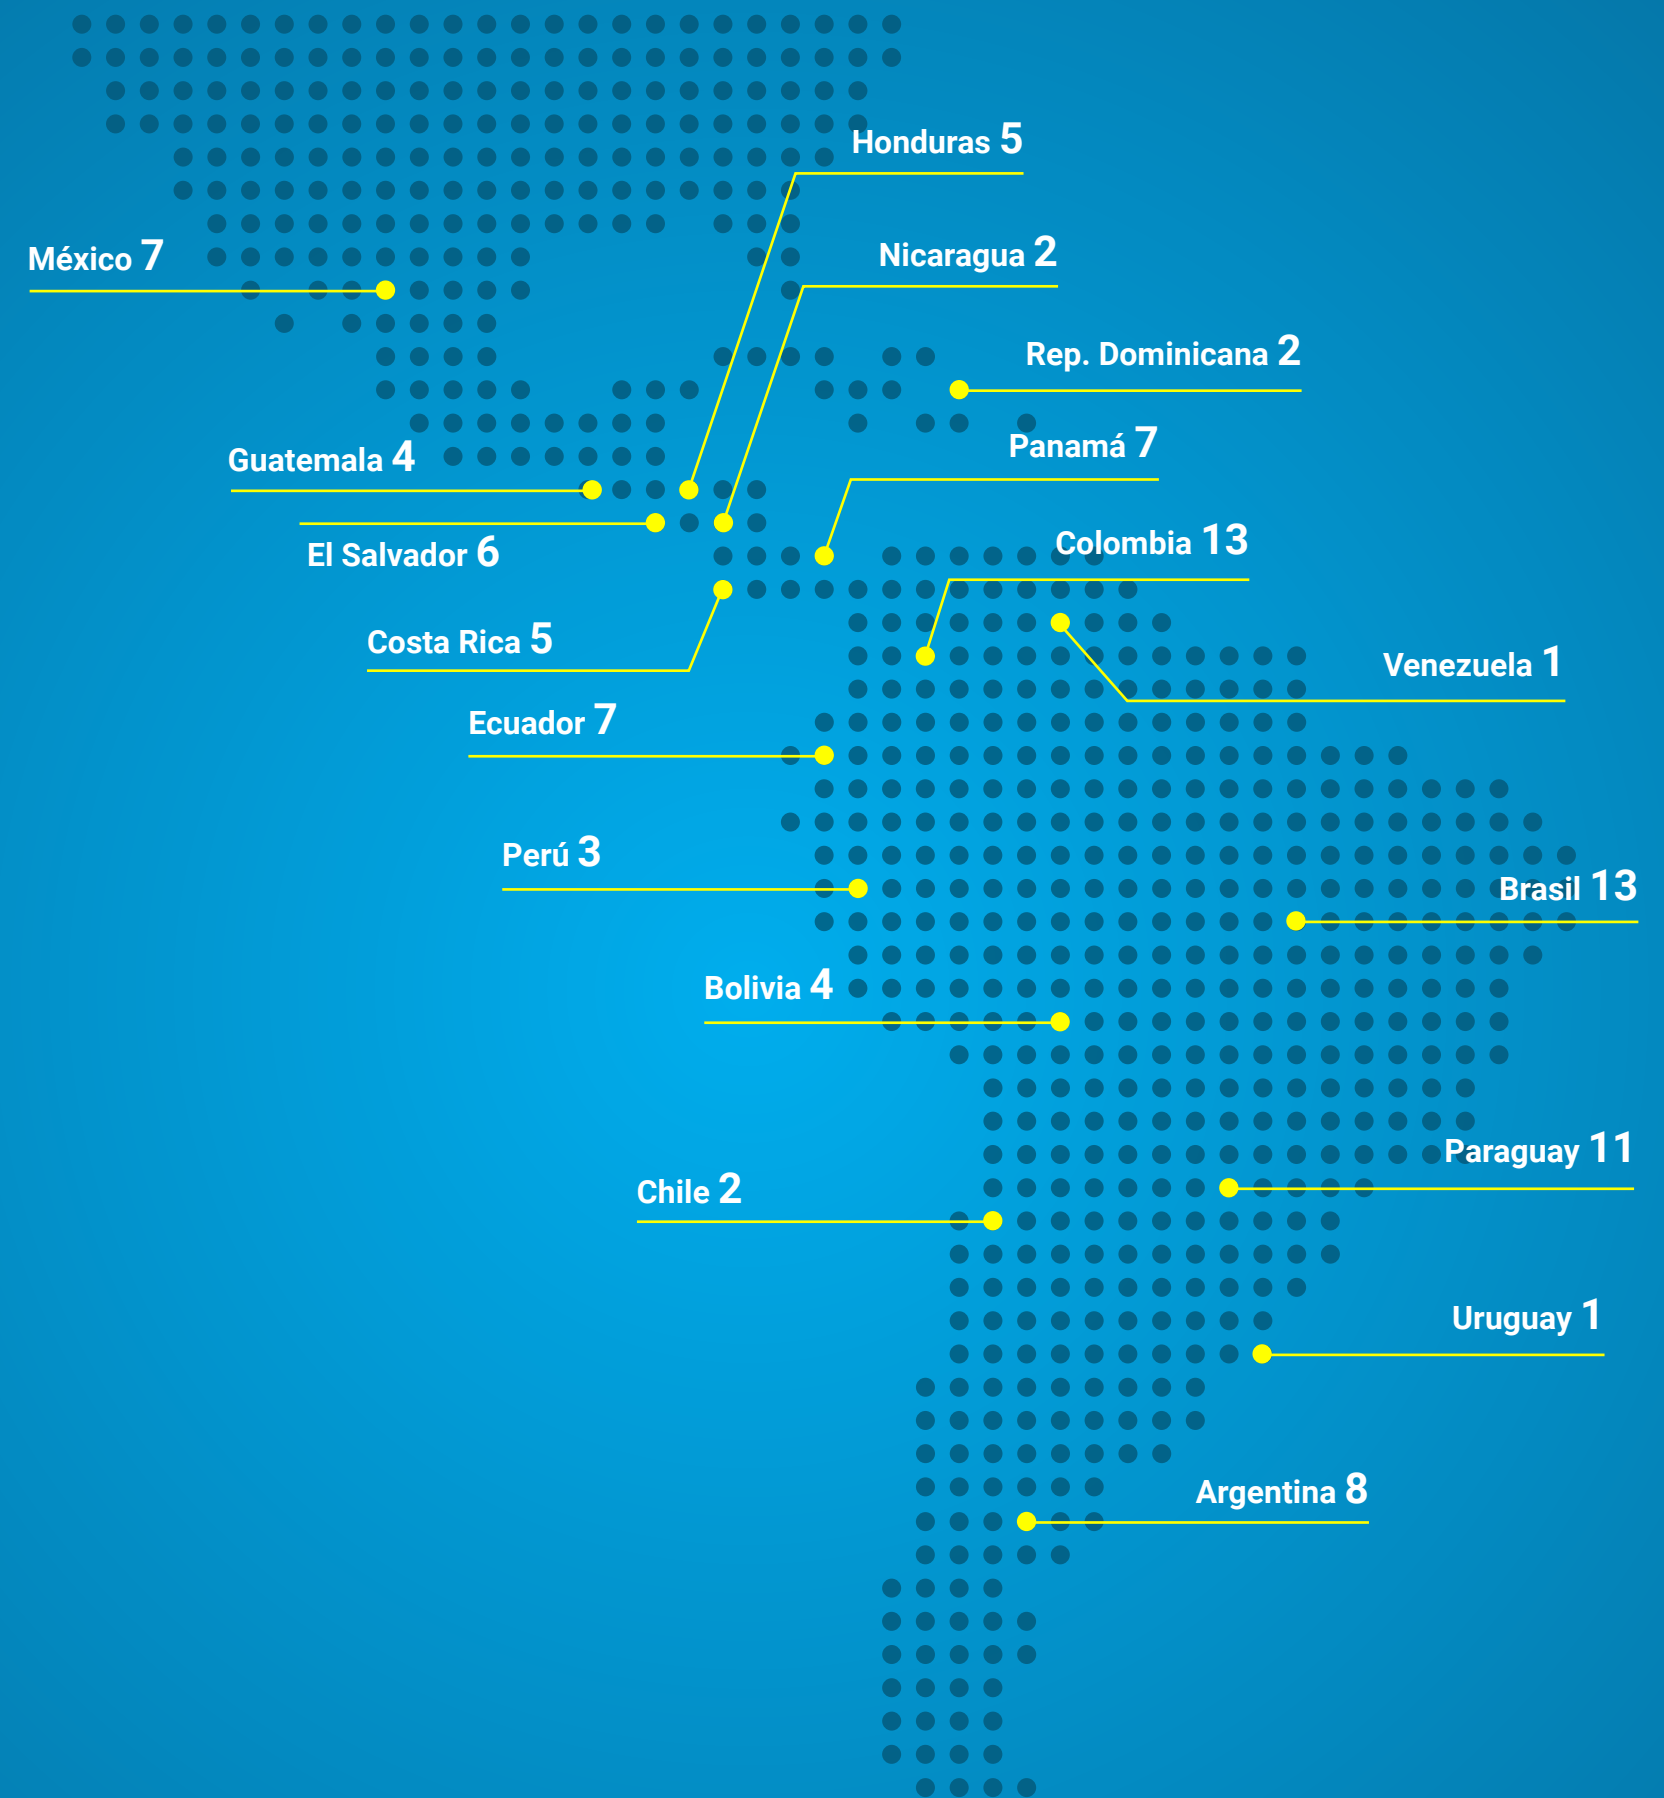 Honduras 5
México 7
Nicaragua 2
Rep. Dominicana 2
Panamá 7
Guatemala 4
Colombia 13
El Salvador 6
Costa Rica 5
Venezuela 1
Ecuador 7
Perú 3
Brasil 13
Bolivia 4
Paraguay 11
Chile 2
Uruguay 1
Argentina 8